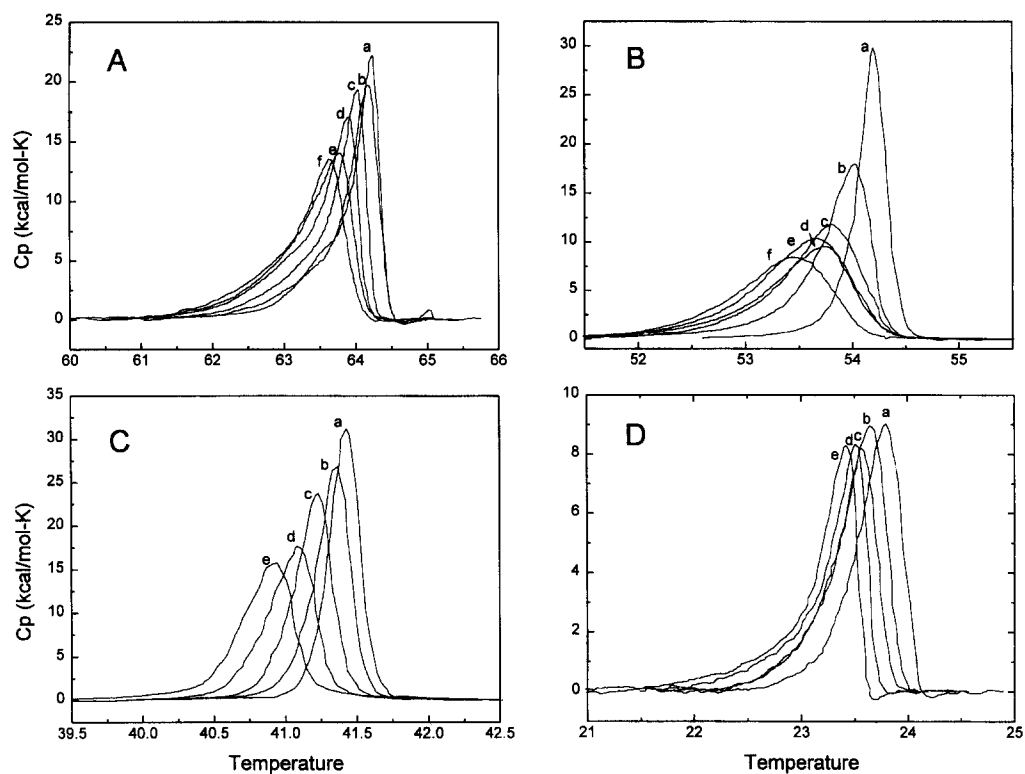 A
a
b
c
d
e
f
Cp (kcal/mol-K)
25
20
15
10
5
0
60 61 62 63 64 65 66
B
a
b
c
d
e
f
30
25
20
15
10
5
0
52 53 54 55
C
a
b
c
d
e
Cp (kcal/mol-K)
35
30
25
20
15
10
5
0
39.5 40.0 40.5 41.0 41.5 42.0 42.5
Temperature
D
a
b
c
d
e
10
8
6
4
2
0
21 22 23 24 25
Temperature